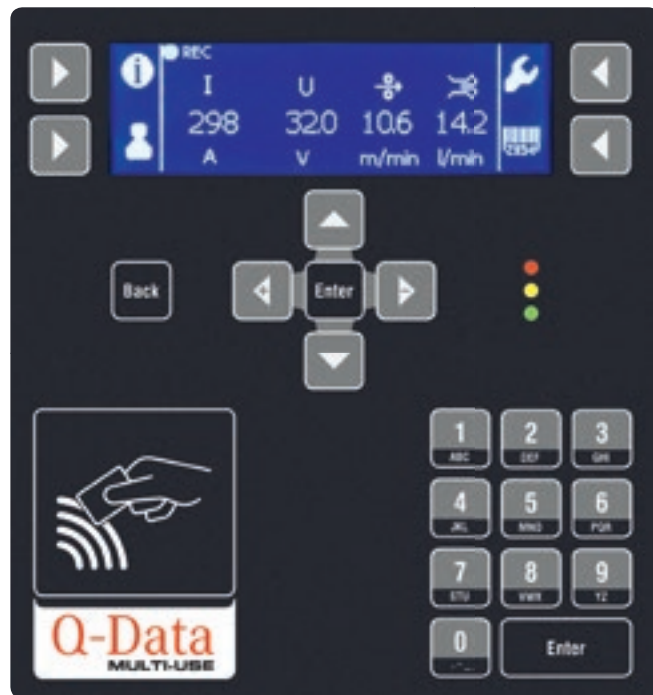 REC
I U
298 32.0 10.6 14.2
A V m/min l/min
Back
Enter
1 2 3
ABC DEF GHI
4 5 6
JKL MNO PQR
7 8 9
STU VWX YZ
0 Enter
Q-Data
MULTI-USE